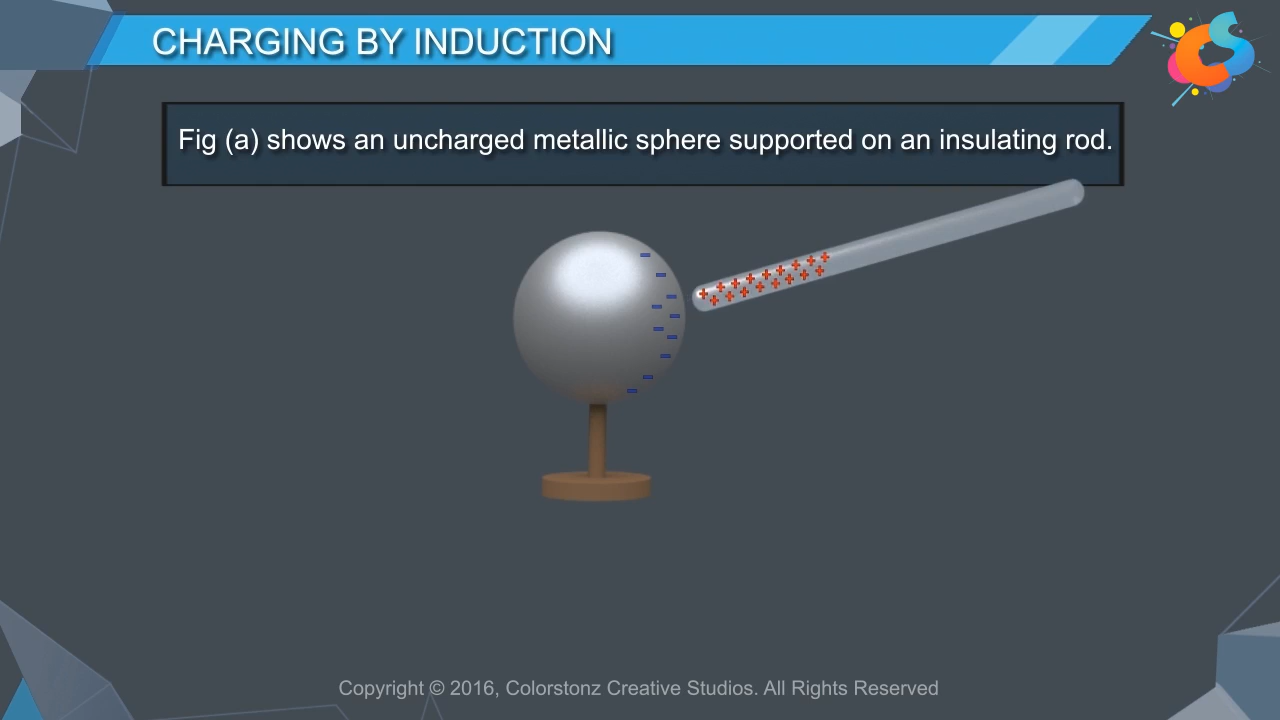 CHARGING BY INDUCTION
Fig (a) shows an uncharged metallic sphere supported on an insulating rod.
Copyright © 2016, Colorstonz Creative Studios. All Rights Reserved